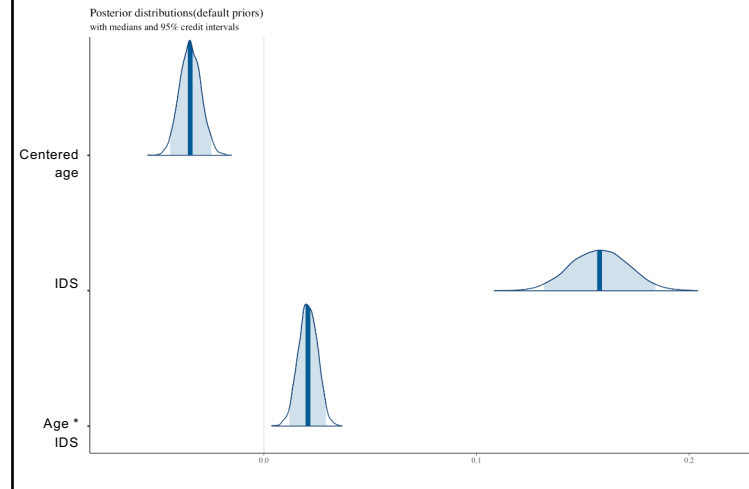 Posterior distributions(default priors)
with medians and 95% credit intervals
Centered
age
IDS
Age *
IDS
0.0
0.1
0.2